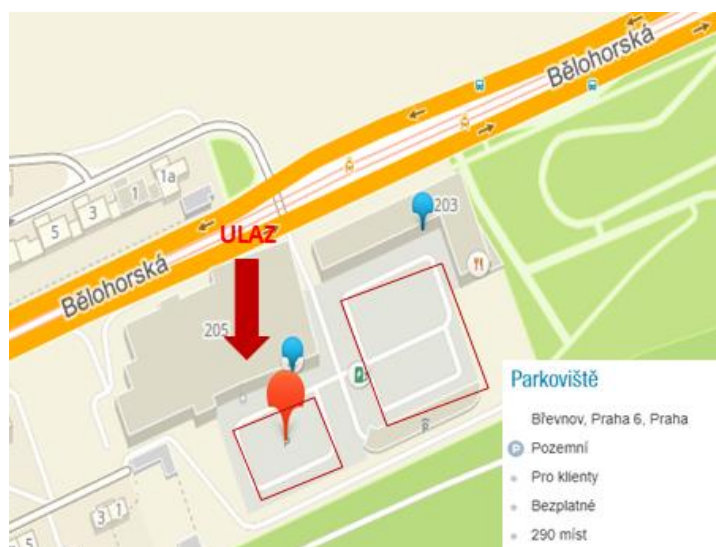 Bělohorská
1a
1
3
5
203
ULAZ
Bělohorská
205
P
Parkoviště
Břevnov, Praha 6, Praha
P Pozemní
Pro klienty
Bezplatné
290 míst
3 1
5